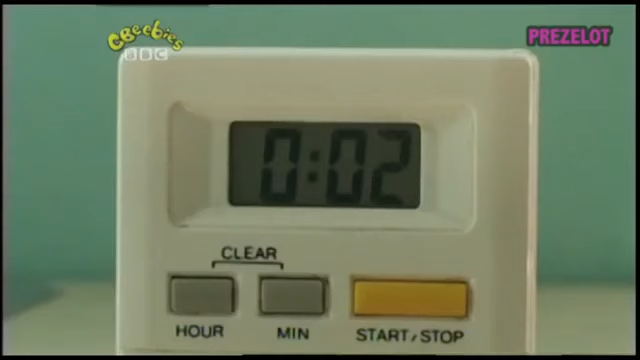 CBeebies
BBC
PREZELOT
0:02
CLEAR
HOUR MIN START/STOP